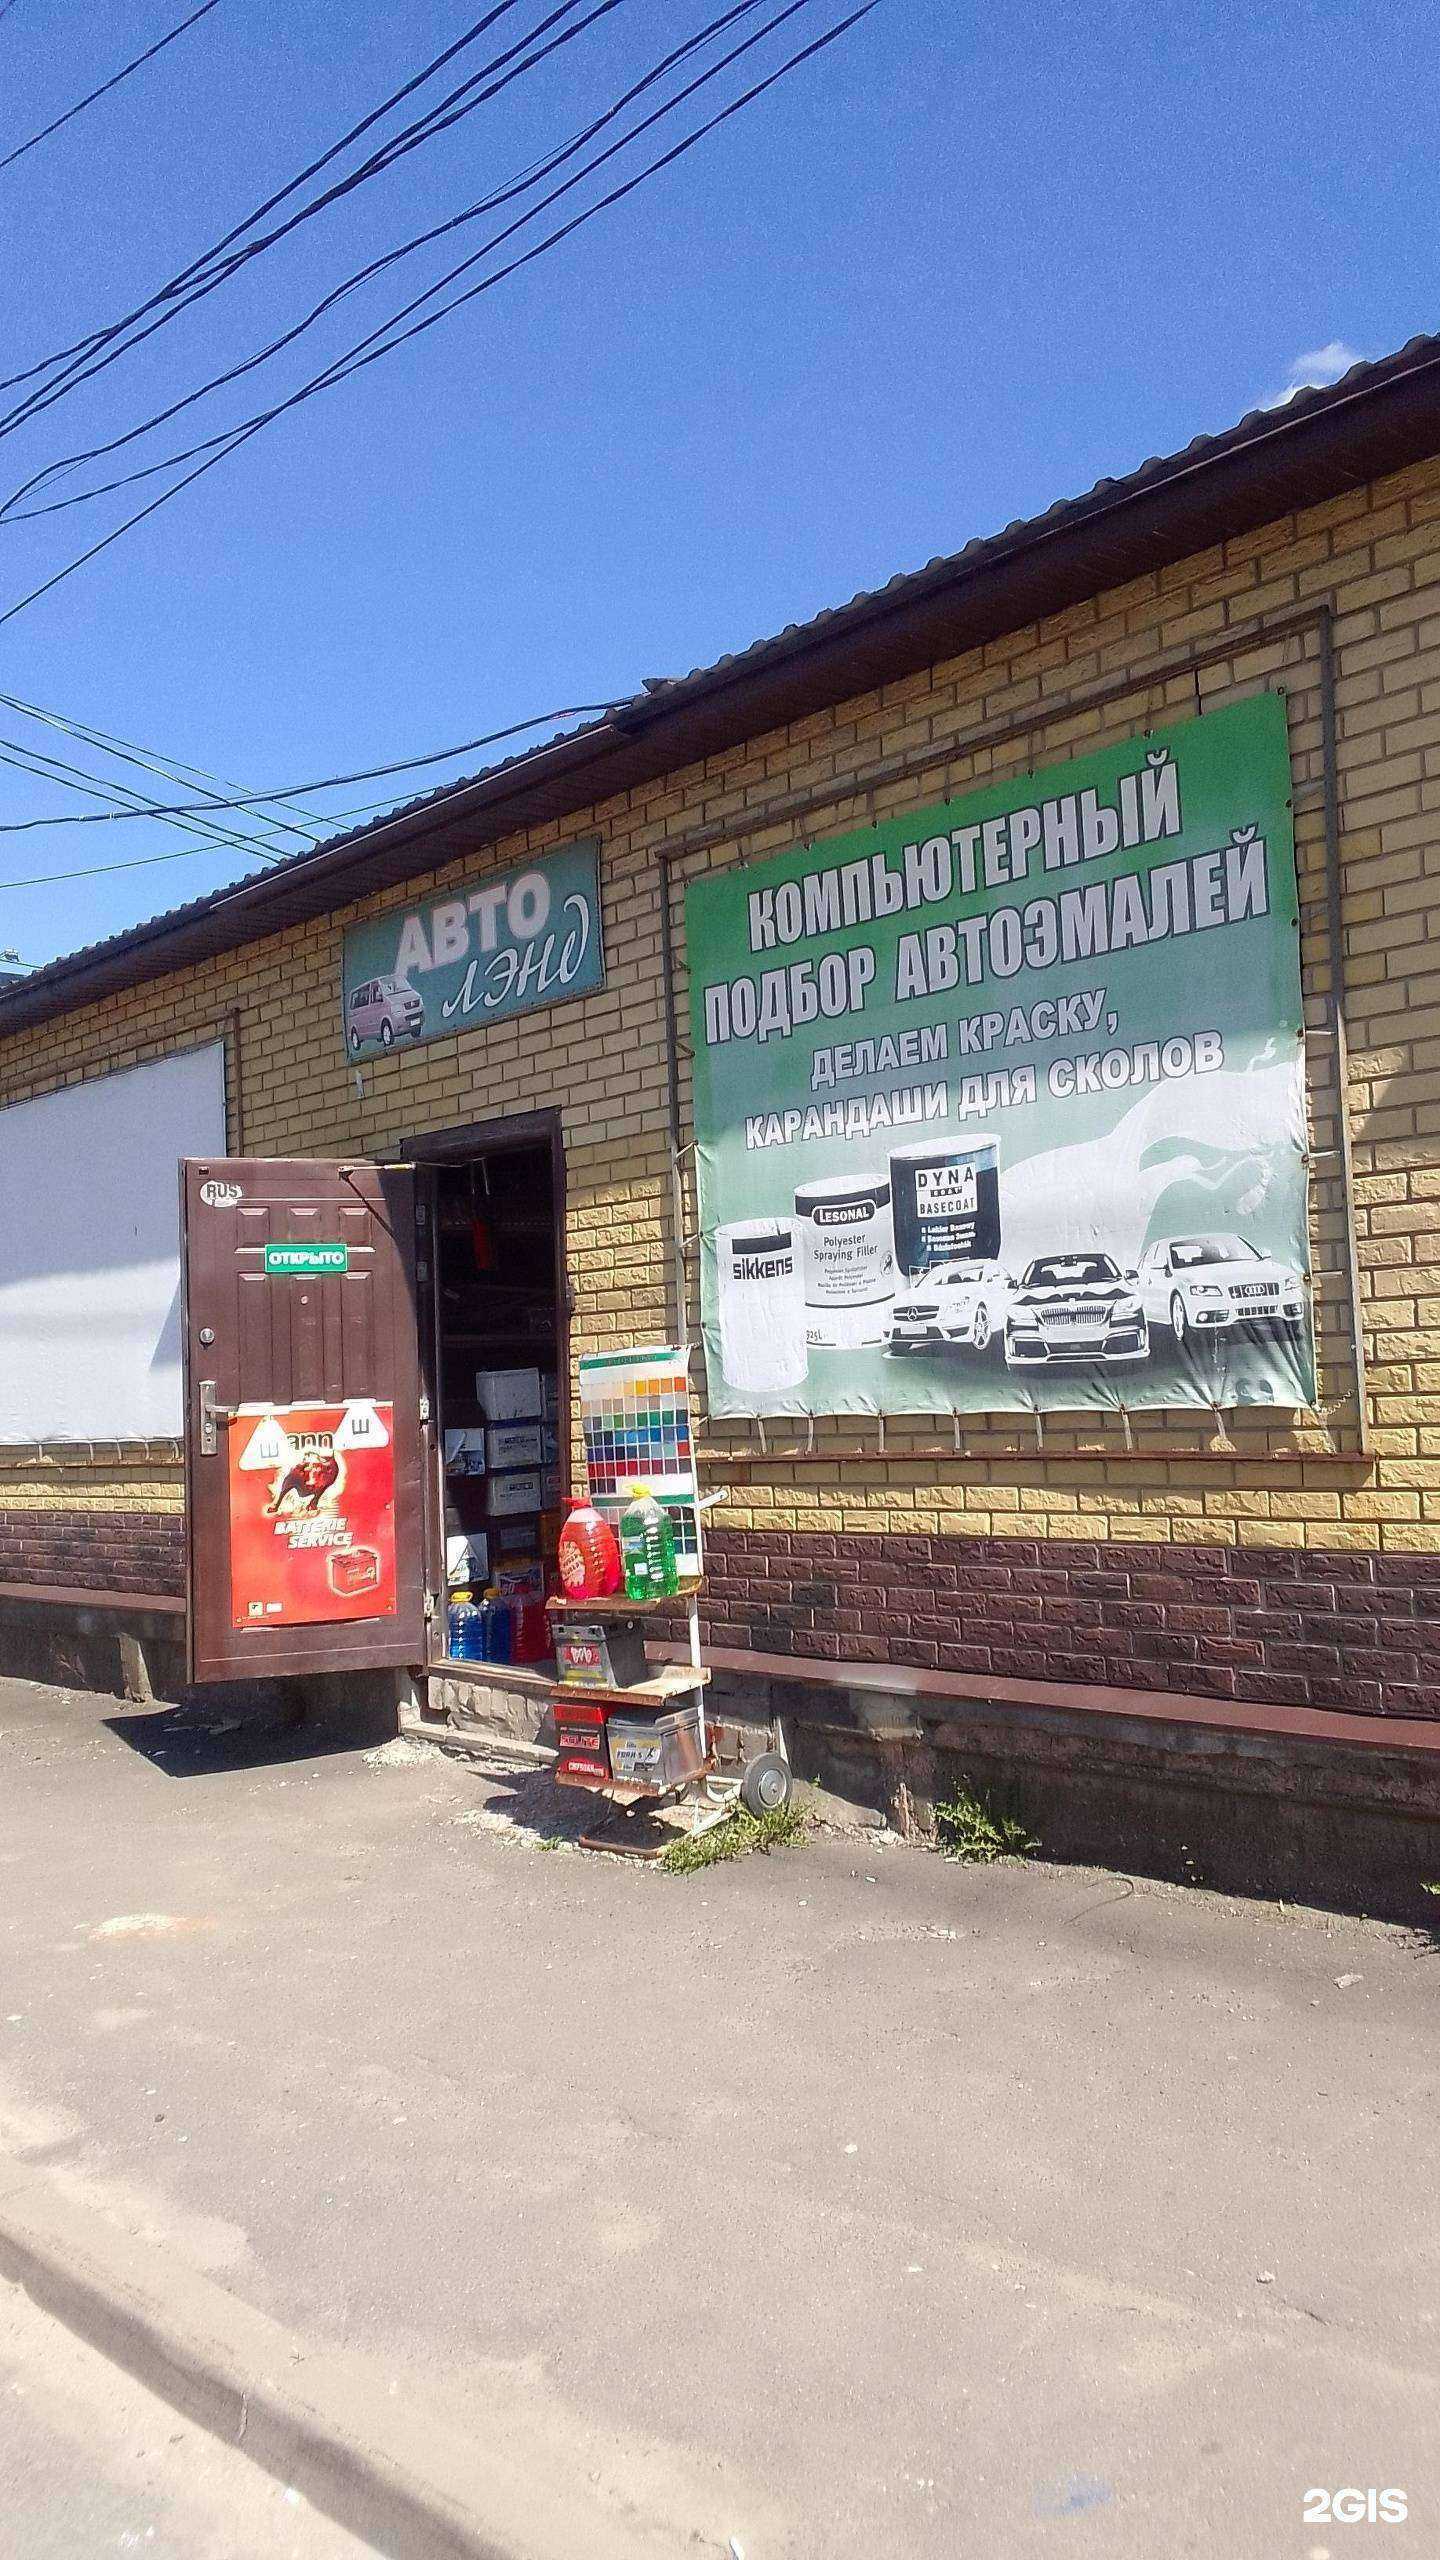 КОМПЬЮТЕРНЫЙ
ПОДБОР АВТОЭМАЛЕЙ
ДЕЛАЕМ КРАСКУ,
КАРАНДАШИ ДЛЯ СКОЛОВ
АВТО
ЛЭНД
DYNA
COAT
BASECOAT
LESONAL
Polyester
Spraying Filler
sikkens
RUS
ОТКРЫТО
Ш
Ш
BATTERIE
SERVICE
2GIS